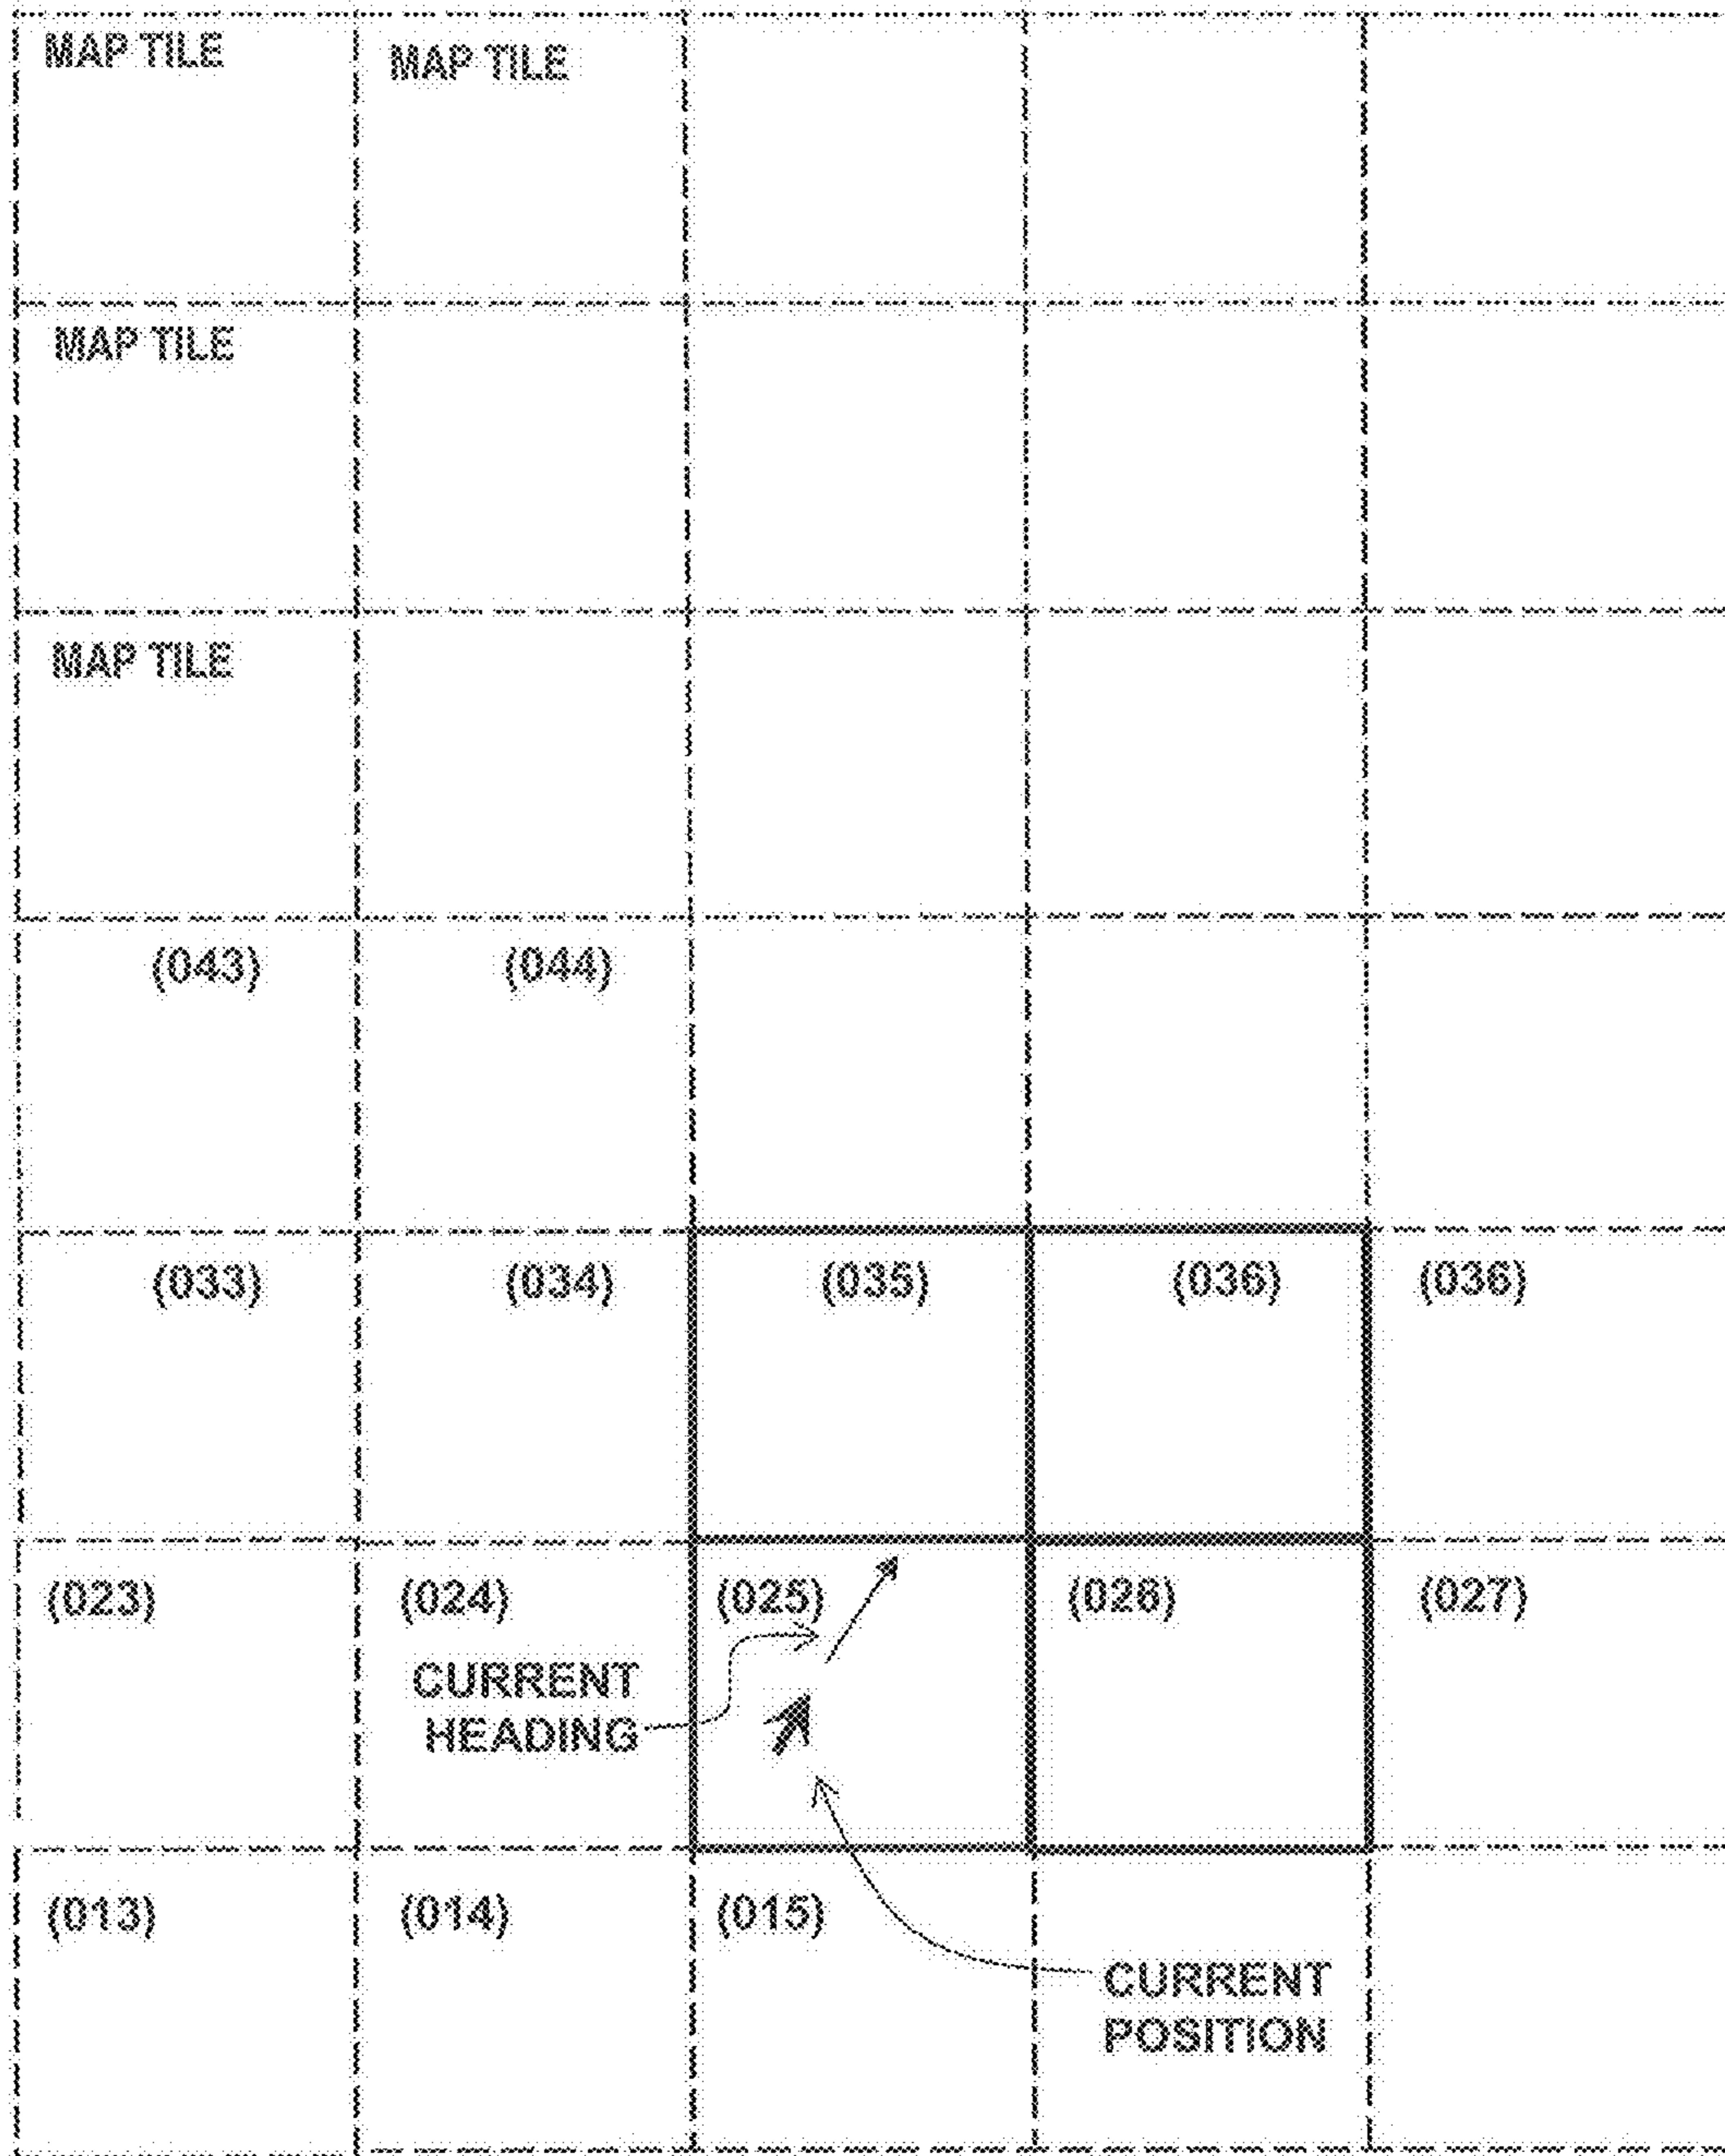 MAP TILE
MAP TILE
MAP TILE
MAP TILE
(043)
(044)
(033)
(034)
(035)
(036)
(036)
(023)
(024)
(025)
(026)
(027)
CURRENT
HEADING
(013)
(014)
(015)
CURRENT
POSITION